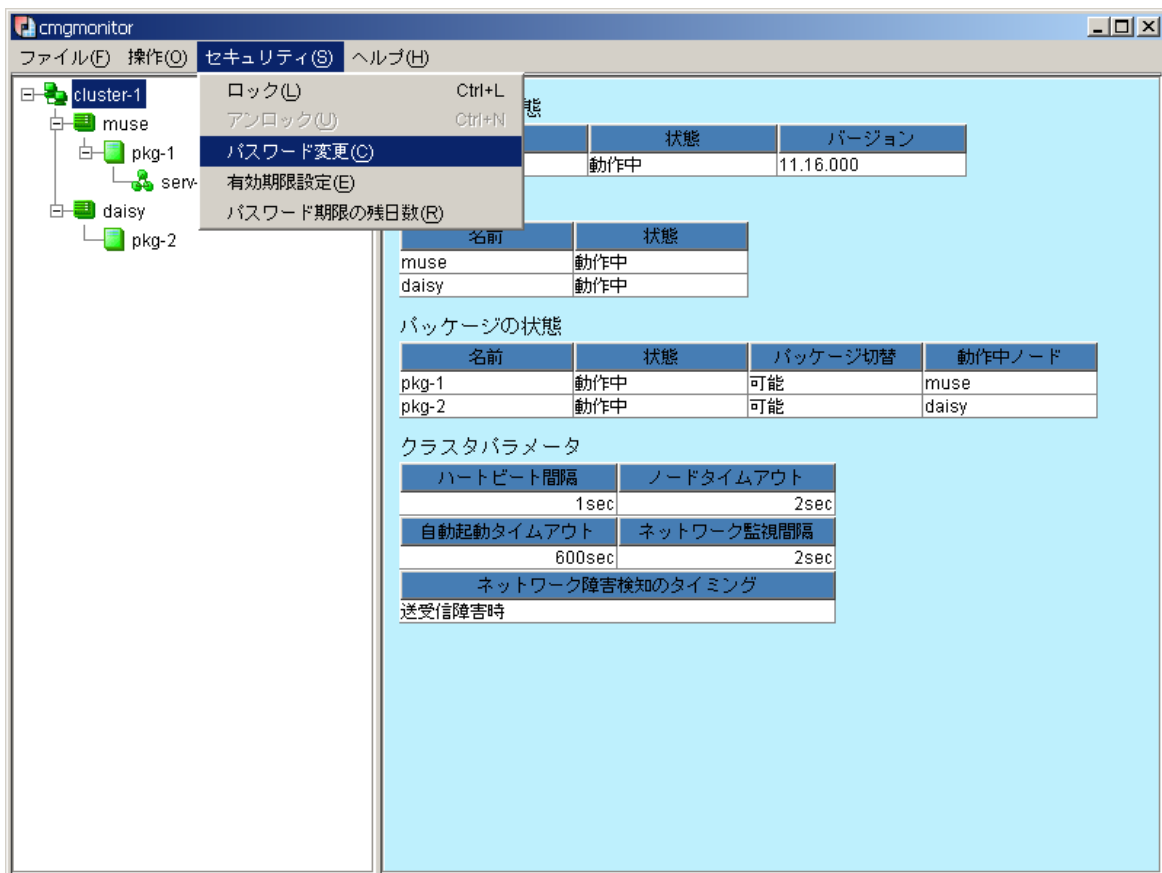 cmgmonitor
ファイル(F) 操作(O) セキュリティ(S) ヘルプ(H)
ロック(L) Ctrl+L
アンロック(U) Ctrl+N
パスワード変更(C)
有効期限設定(E)
パスワード期限の残日数(R)
cluster-1
muse
pkg-1
serv-
daisy
pkg-2
態
状態 バージョン
動作中 11.16.000
名前 状態
muse 動作中
daisy 動作中
パッケージの状態
名前 状態 パッケージ切替 動作中ノード
pkg-1 動作中 可能 muse
pkg-2 動作中 可能 daisy
クラスタパラメータ
ハートビート間隔 ノードタイムアウト
1sec 2sec
自動起動タイムアウト ネットワーク監視間隔
600sec 2sec
ネットワーク障害検知のタイミング
送受信障害時